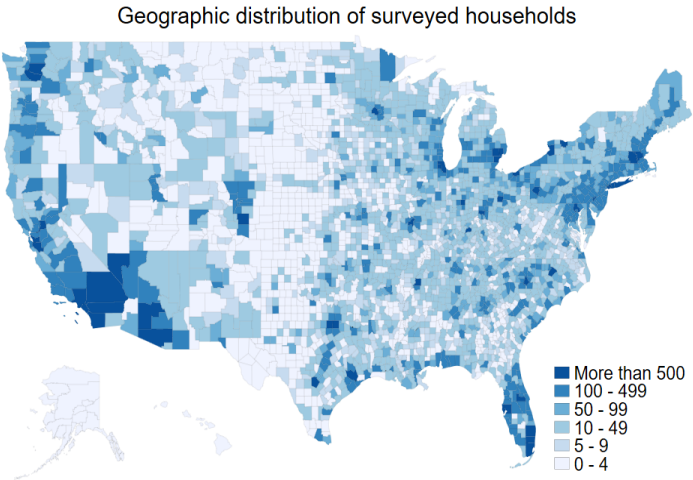 Geographic distribution of surveyed households
More than 500
100 - 499
50 - 99
10 - 49
5 - 9
0 - 4